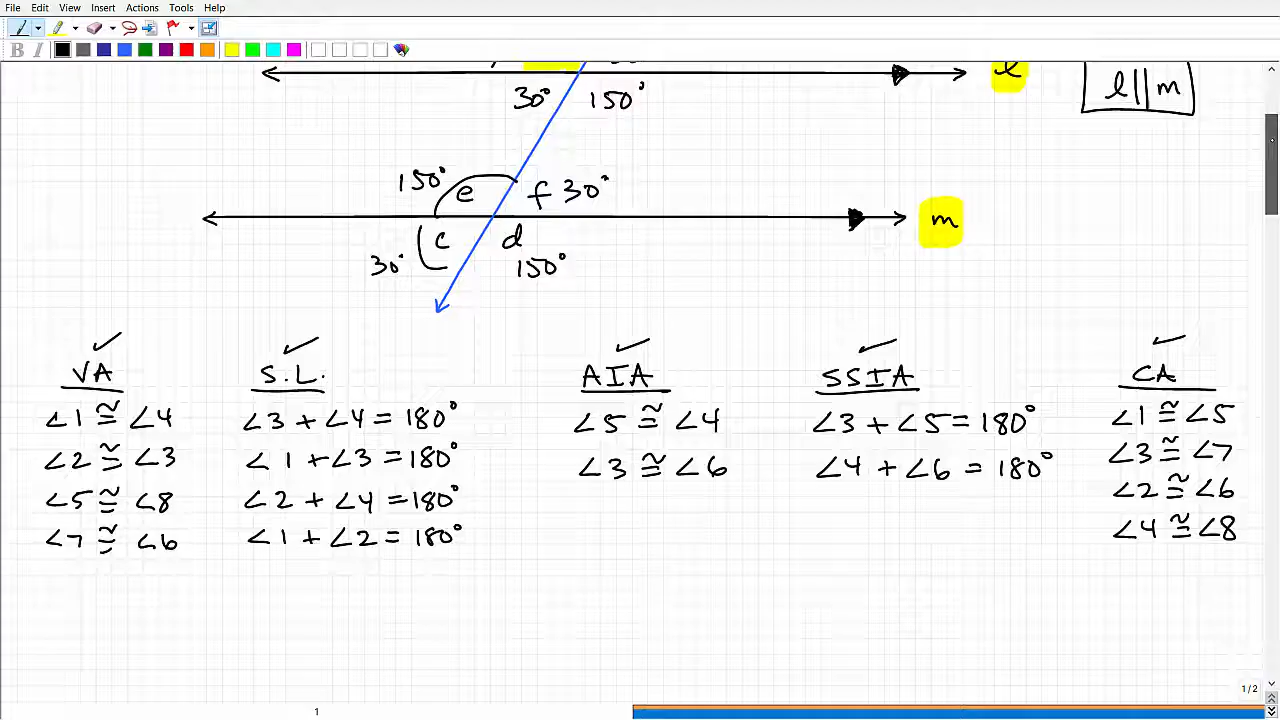 File Edit View Insert Actions Tools Help
B I
l
l||m
30° 150°
150° e f 30°
m
30° c d 150°
VA
∠1 ≅ ∠4
∠2 ≅ ∠3
∠5 ≅ ∠8
∠7 ≅ ∠6
S.L.
∠3 + ∠4 = 180°
∠1 + ∠3 = 180°
∠2 + ∠4 = 180°
∠1 + ∠2 = 180°
AIA
∠5 ≅ ∠4
∠3 ≅ ∠6
SSIA
∠3 + ∠5 = 180°
∠4 + ∠6 = 180°
CA
∠1 ≅ ∠5
∠3 ≅ ∠7
∠2 ≅ ∠6
∠4 ≅ ∠8
1/2
1